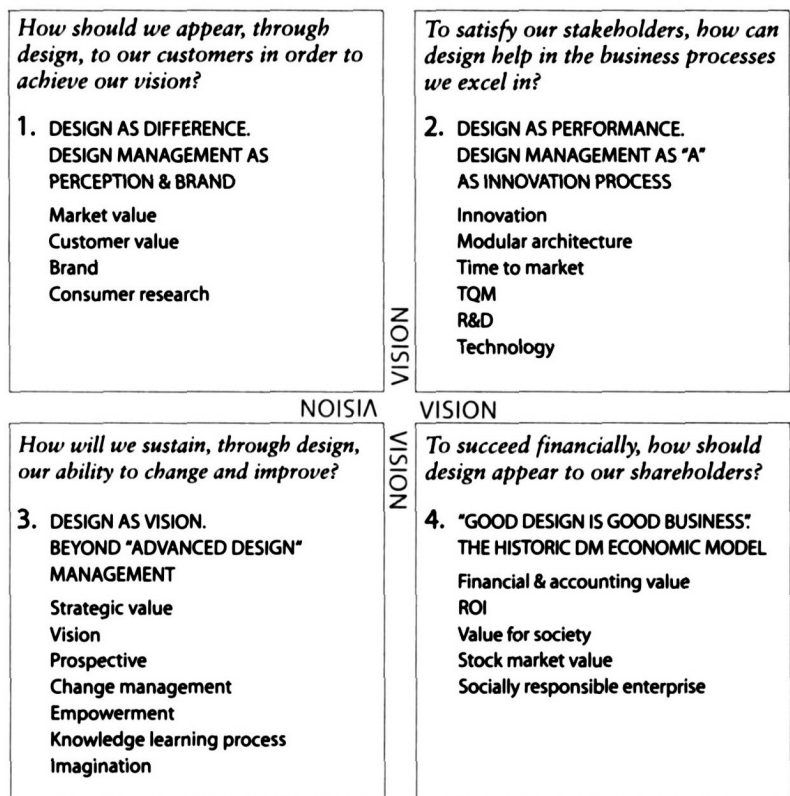 How should we appear, through
design, to our customers in order to
achieve our vision?
1. DESIGN AS DIFFERENCE.
DESIGN MANAGEMENT AS
PERCEPTION & BRAND
Market value
Customer value
Brand
Consumer research
To satisfy our stakeholders, how can
design help in the business processes
we excel in?
2. DESIGN AS PERFORMANCE.
DESIGN MANAGEMENT AS "A"
AS INNOVATION PROCESS
Innovation
Modular architecture
Time to market
TQM
R&D
Technology
VISION
VISION
VISION
VISION
How will we sustain, through design,
our ability to change and improve?
3. DESIGN AS VISION.
BEYOND "ADVANCED DESIGN"
MANAGEMENT
Strategic value
Vision
Prospective
Change management
Empowerment
Knowledge learning process
Imagination
To succeed financially, how should
design appear to our shareholders?
4. "GOOD DESIGN IS GOOD BUSINESS":
THE HISTORIC DM ECONOMIC MODEL
Financial & accounting value
ROI
Value for society
Stock market value
Socially responsible enterprise